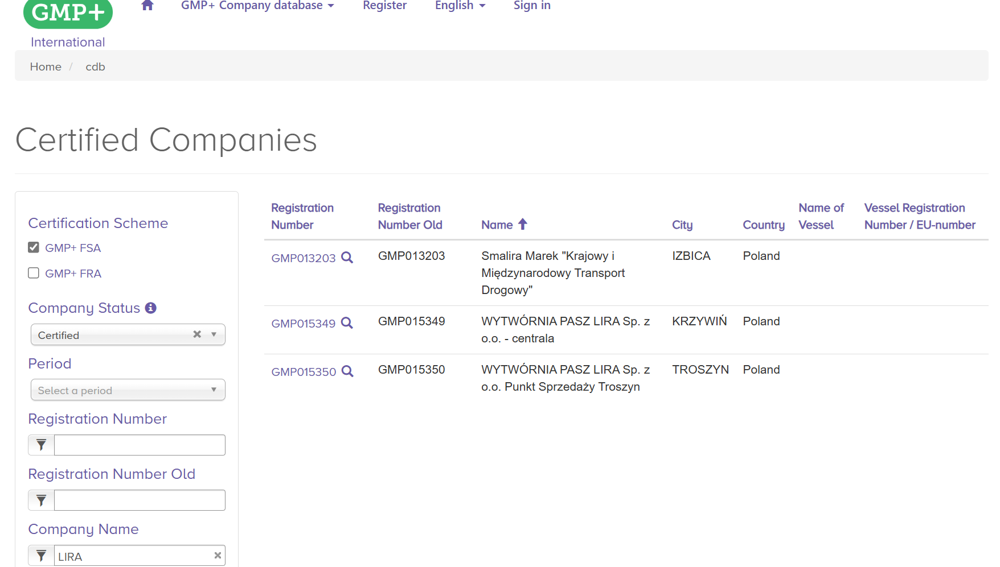 GMP+
International
GMP+ Company database
Register
English
Sign in
Home / cdb
Certified Companies
Certification Scheme
GMP+ FSA
GMP+ FRA
Company Status
Certified
Period
Select a period
Registration Number
Registration Number Old
Company Name
LIRA
Registration Number
Registration Number Old
Name
City
Country
Name of Vessel
Vessel Registration Number / EU-number
GMP013203
GMP013203
Smalira Marek "Krajowy i
Międzynarodowy Transport
Drogowy"
IZBICA
Poland
GMP015349
GMP015349
WYTWÓRNIA PASZ LIRA Sp. z
o.o. - centrala
KRZYWIŃ
Poland
GMP015350
GMP015350
WYTWÓRNIA PASZ LIRA Sp. z
o.o. Punkt Sprzedaży Troszyn
TROSZYN
Poland